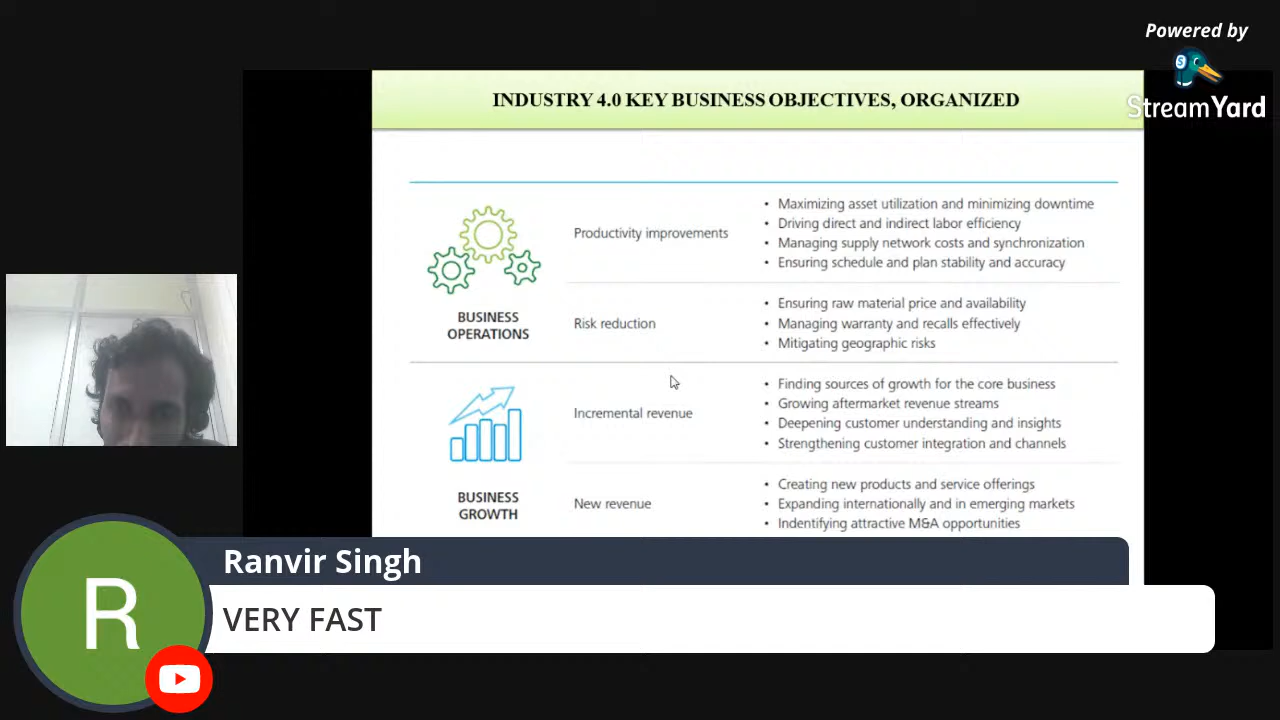 Powered by
StreamYard
INDUSTRY 4.0 KEY BUSINESS OBJECTIVES, ORGANIZED
BUSINESS
OPERATIONS
Productivity improvements
• Maximizing asset utilization and minimizing downtime
• Driving direct and indirect labor efficiency
• Managing supply network costs and synchronization
• Ensuring schedule and plan stability and accuracy
Risk reduction
• Ensuring raw material price and availability
• Managing warranty and recalls effectively
• Mitigating geographic risks
BUSINESS
GROWTH
Incremental revenue
• Finding sources of growth for the core business
• Growing aftermarket revenue streams
• Deepening customer understanding and insights
• Strengthening customer integration and channels
New revenue
• Creating new products and service offerings
• Expanding internationally and in emerging markets
• Indentifying attractive M&A opportunities
R
Ranvir Singh
VERY FAST